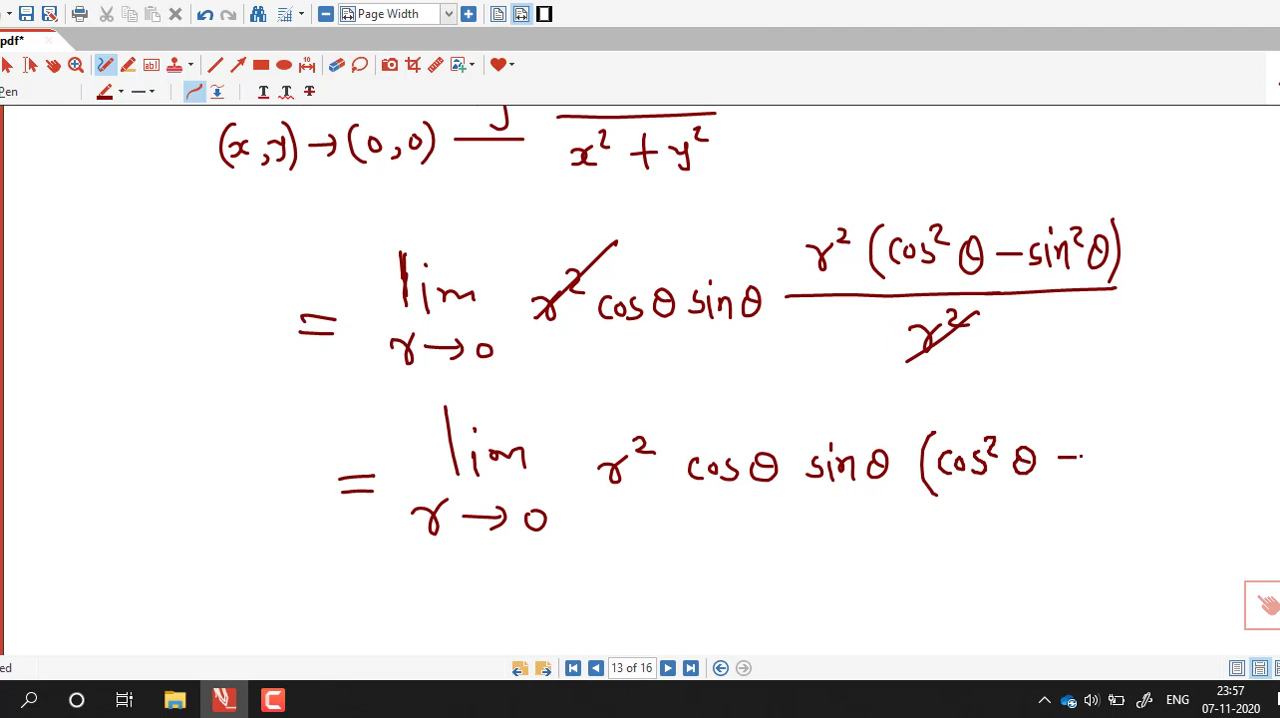 Page Width
pdf*
Pen
(x,y)→(0,0) x² + y²
= lim r→0 r² cosθ sinθ r² (cos²θ − sin²θ) / r²
= lim r→0 r² cosθ sinθ (cos²θ −
13 of 16
ENG
23:57
07-11-2020